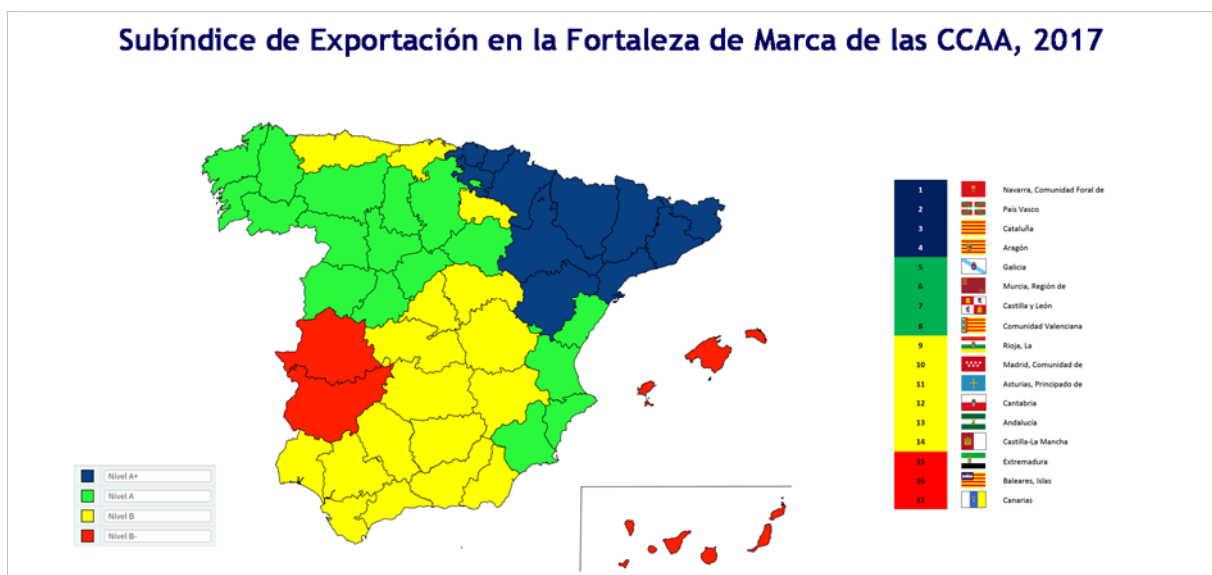 Subíndice de Exportación en la Fortaleza de Marca de las CCAA, 2017
1 Navarra, Comunidad Foral de
2 País Vasco
3 Cataluña
4 Aragón
5 Galicia
6 Murcia, Región de
7 Castilla y León
8 Comunidad Valenciana
9 Rioja, La
10 Madrid, Comunidad de
11 Asturias, Principado de
12 Cantabria
13 Andalucía
14 Castilla-La Mancha
15 Extremadura
16 Baleares, Islas
17 Canarias
Nivel A+
Nivel A
Nivel B
Nivel B-